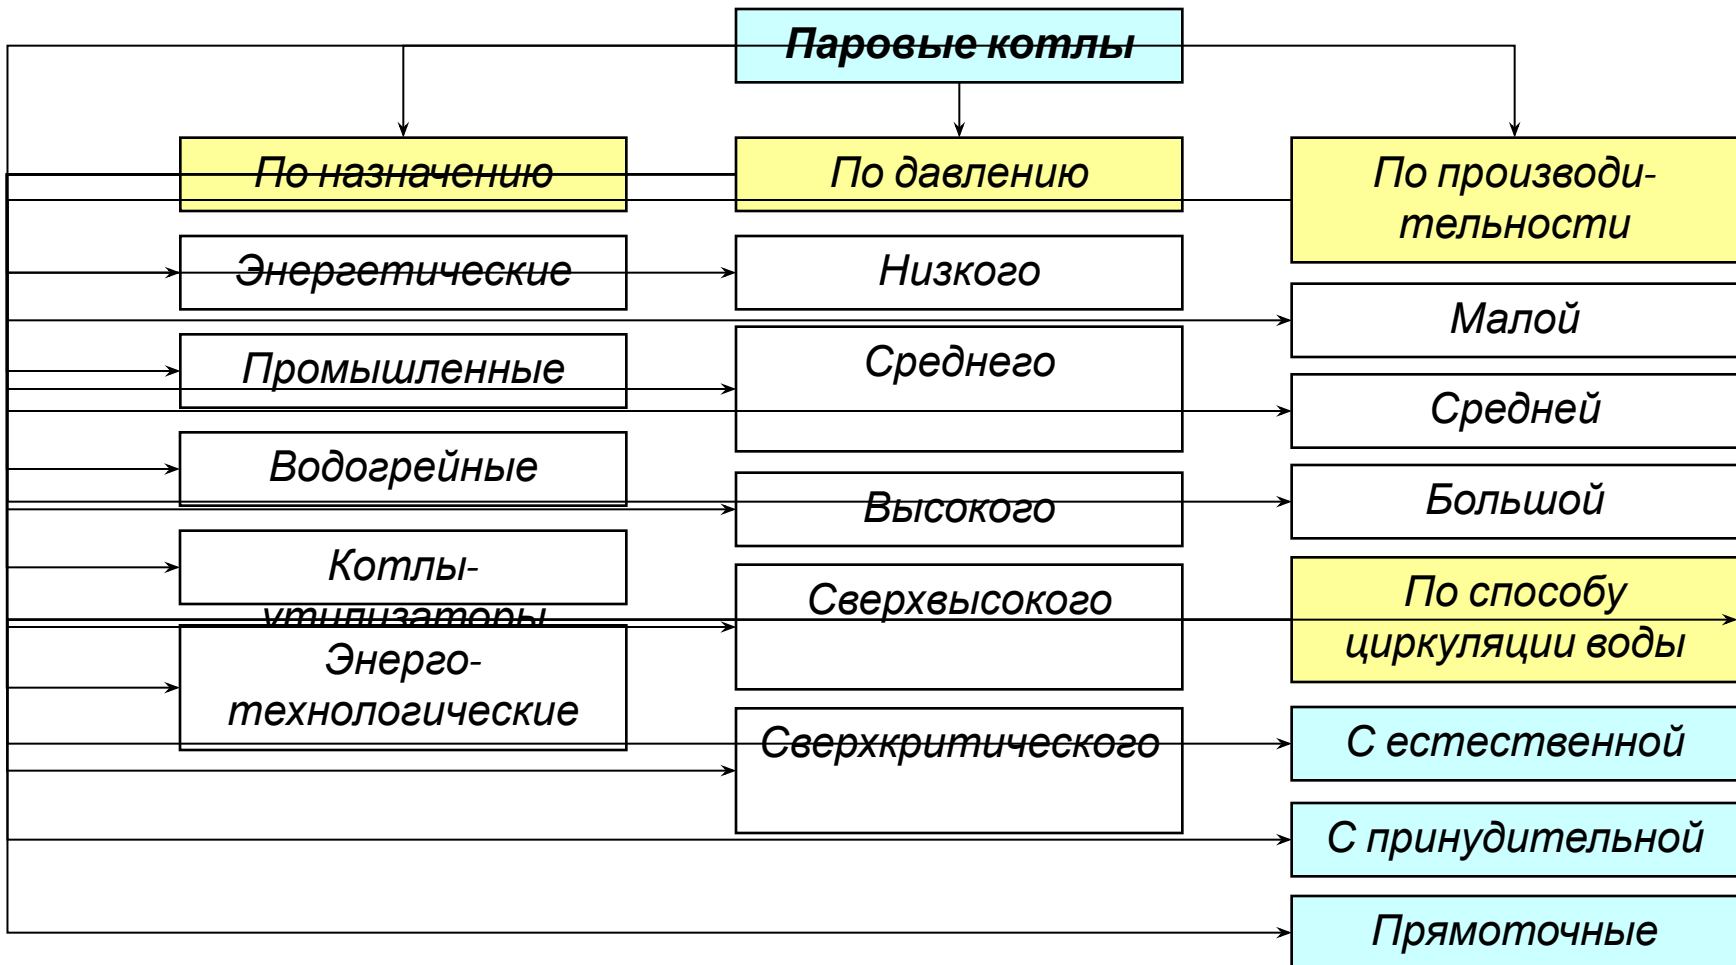 Паровые котлы
По назначению
Энергетические
Промышленные
Водогрейные
Котлы-
утилизаторы
Энерго-
технологические
По давлению
Низкого
Среднего
Высокого
Сверхвысокого
Сверхкритического
По производи-
тельности
Малой
Средней
Большой
По способу
циркуляции воды
С естественной
С принудительной
Прямоточные